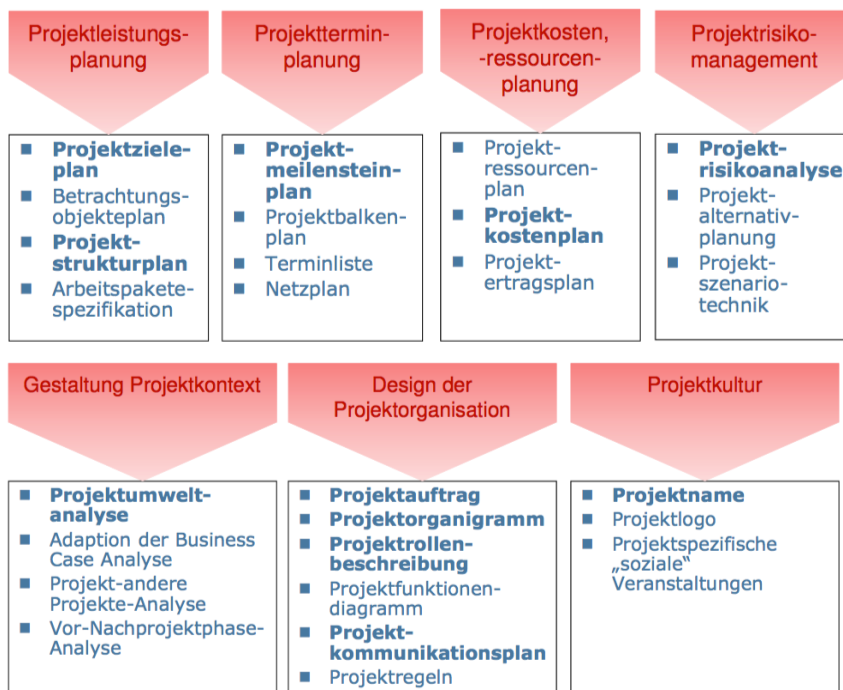 Projektleistungs-
planung
Projekttermin-
planung
Projektkosten,
-ressourcen-
planung
Projektrisiko-
management
Projektziele-
plan
Betrachtungs-
objekteplan
Projekt-
strukturplan
Arbeitspakete-
spezifikation
Projekt-
meilenstein-
plan
Projektbalken-
plan
Terminliste
Netzplan
Projekt-
ressourcen-
plan
Projekt-
kostenplan
Projekt-
ertragsplan
Projekt-
risikoanalyse
Projekt-
alternativ-
planung
Projekt-
szenario-
technik
Gestaltung Projektkontext
Design der
Projektorganisation
Projektkultur
Projektumwelt-
analyse
Adaption der Business
Case Analyse
Projekt-andere
Projekte-Analyse
Vor-Nachprojektphase-
Analyse
Projektauftrag
Projektorganigramm
Projektrollen-
beschreibung
Projektfunktionen-
diagramm
Projekt-
kommunikationsplan
Projektregeln
Projektname
Projektlogo
Projektspezifische
„soziale“
Veranstaltungen